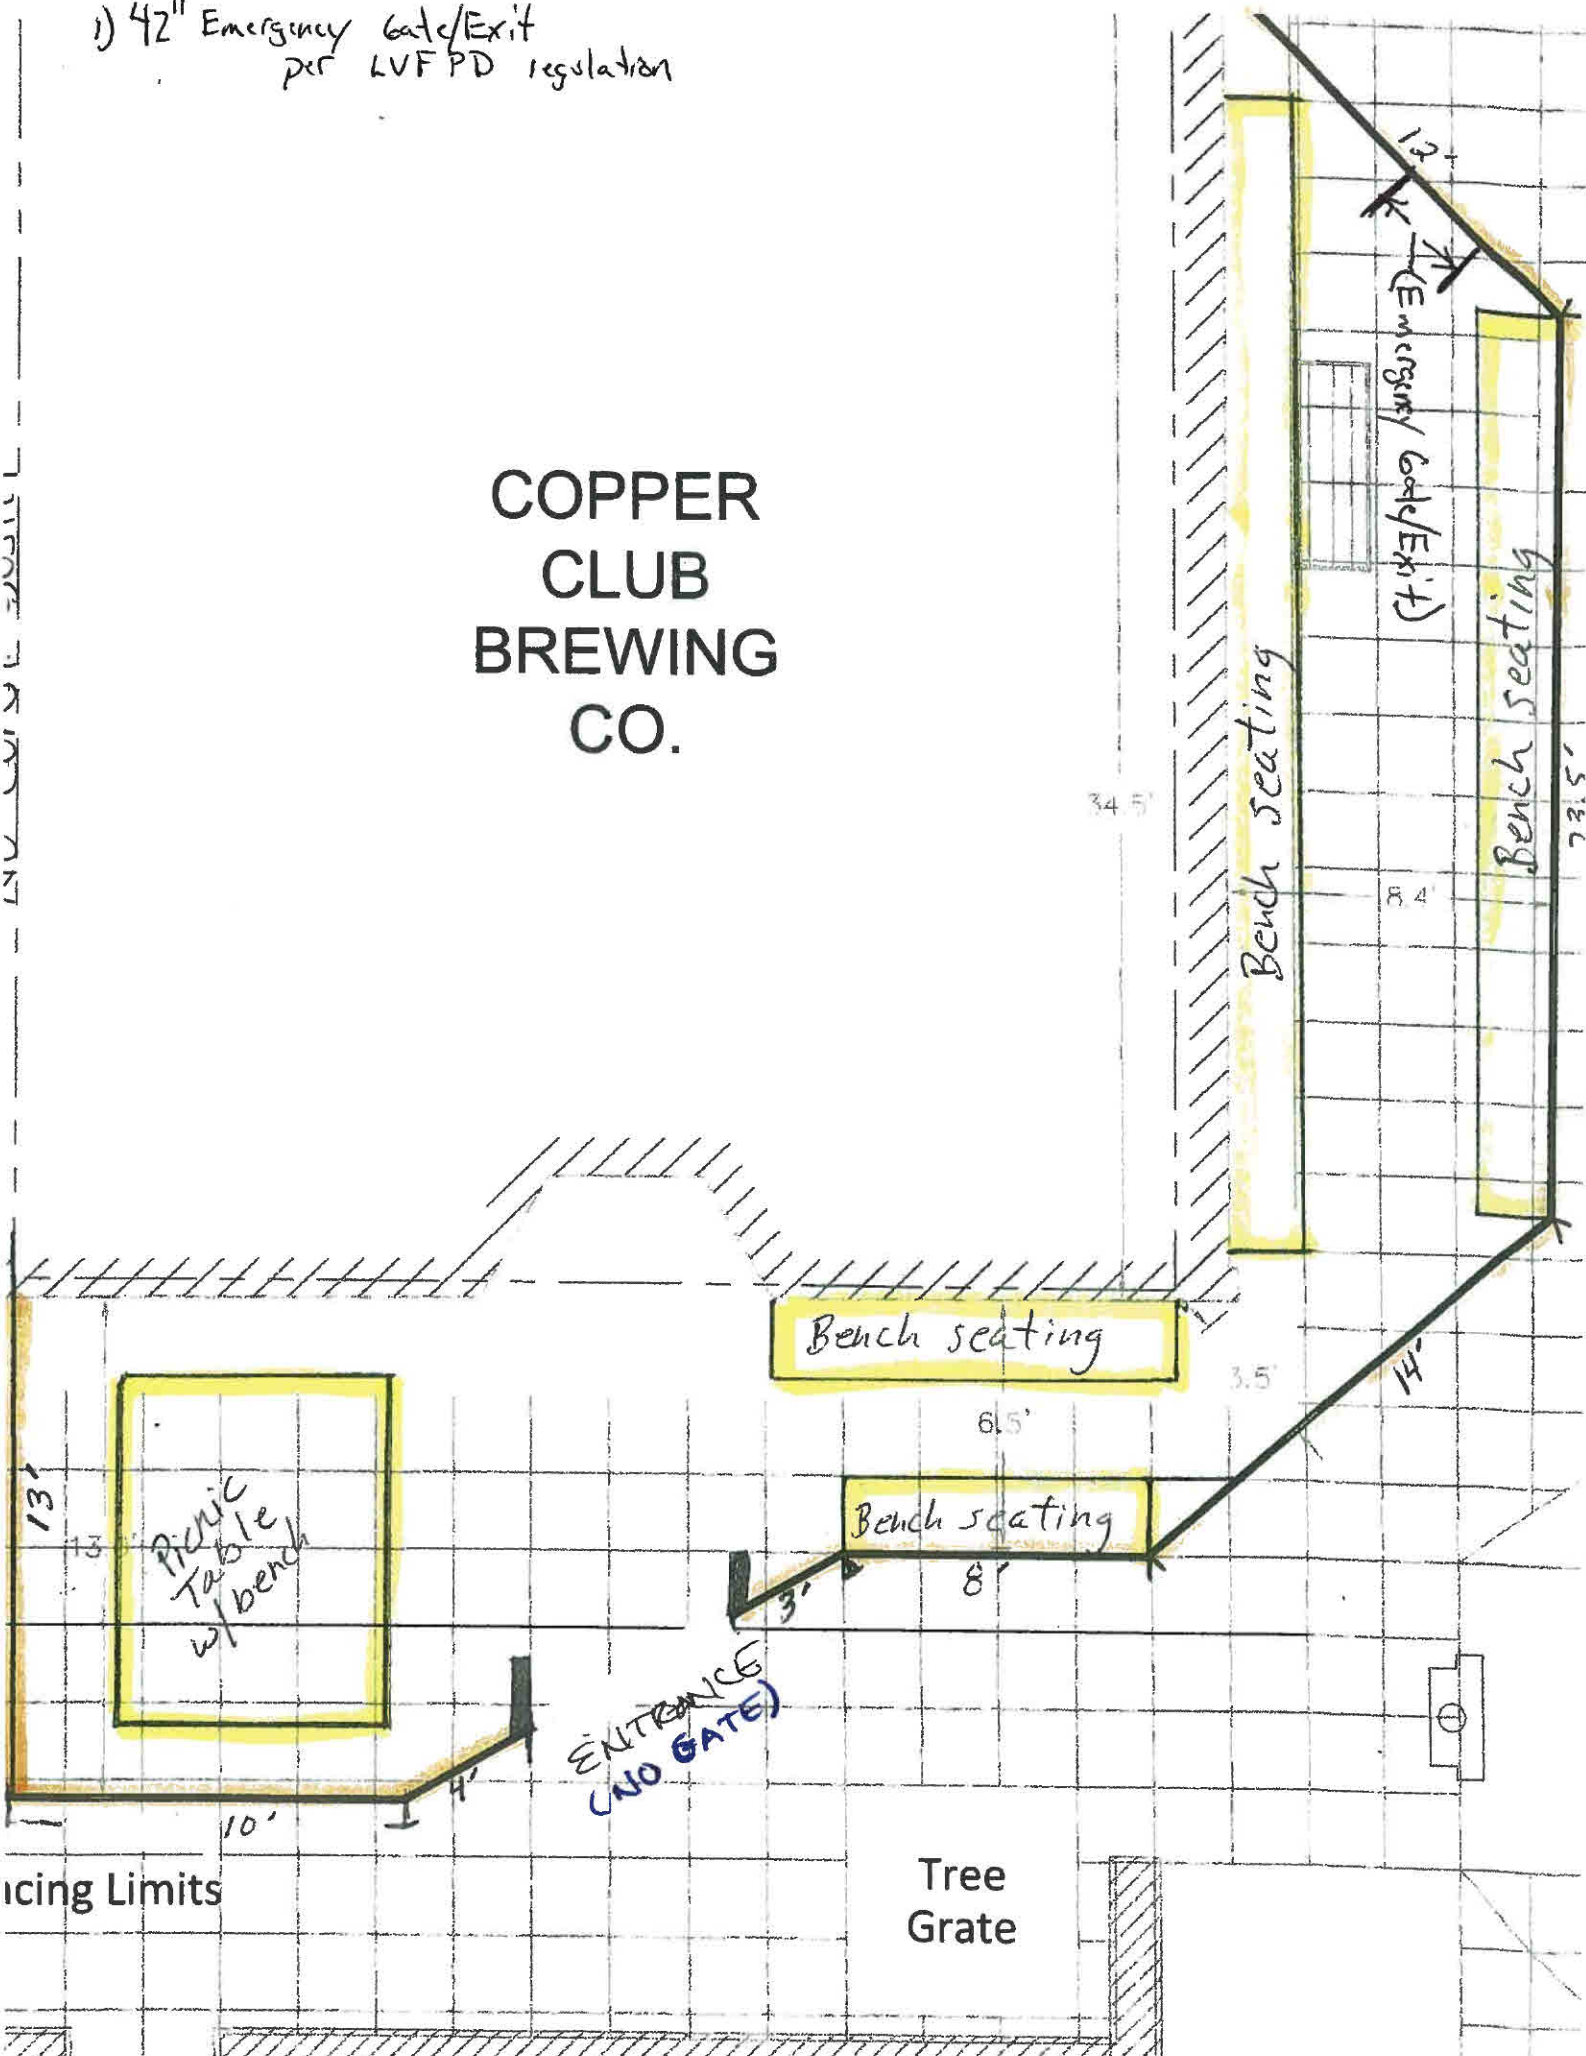 1) 42" Emergency Gate/Exit
per LVFPD regulation
12'
(Emergency Gate/Exit)
COPPER
CLUB
BREWING
CO.
Bench seating
Bench seating
23.5'
34.5'
8.4'
Bench seating
3.5'
14'
6.5'
13'
Picnic
Table
w/ bench
Bench seating
8'
3'
ENTRANCE
(NO GATE)
4'
10'
Limits
Tree
Grate